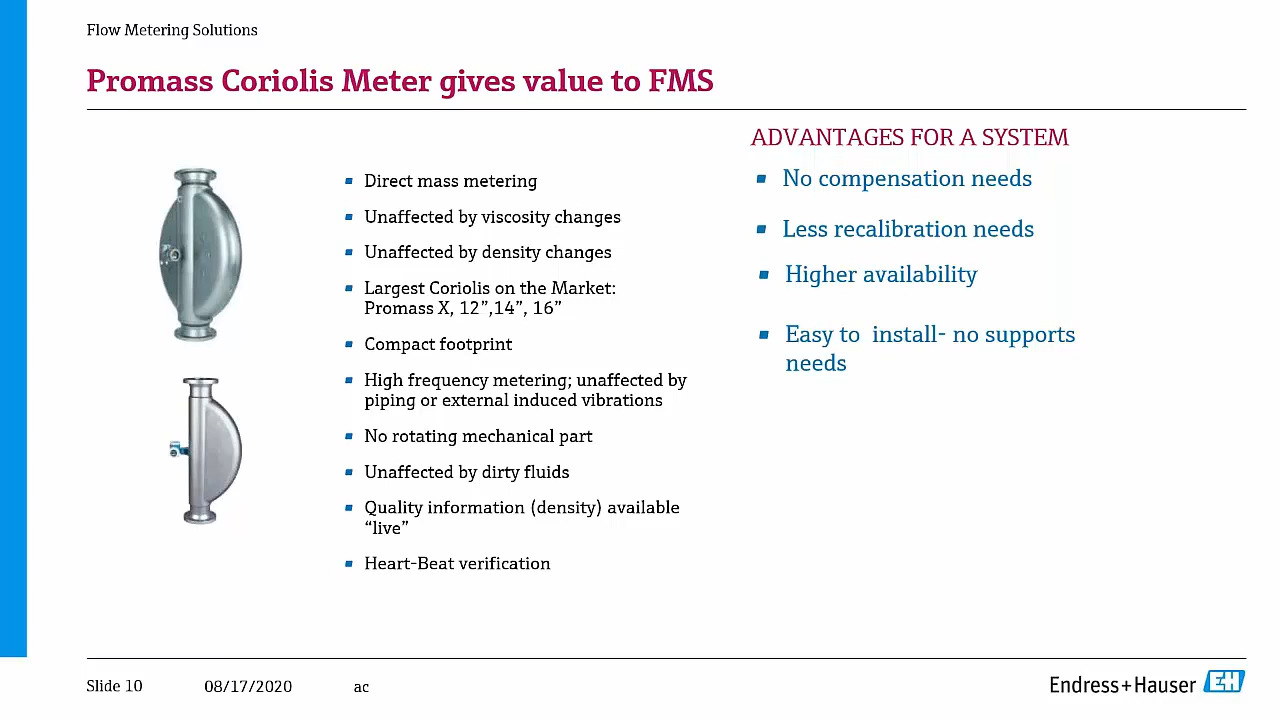 Flow Metering Solutions
Promass Coriolis Meter gives value to FMS
Direct mass metering
Unaffected by viscosity changes
Unaffected by density changes
Largest Coriolis on the Market:
Promass X, 12”,14”, 16”
Compact footprint
High frequency metering; unaffected by
piping or external induced vibrations
No rotating mechanical part
Unaffected by dirty fluids
Quality information (density) available
“live”
Heart-Beat verification
ADVANTAGES FOR A SYSTEM
No compensation needs
Less recalibration needs
Higher availability
Easy to install- no supports
needs
Slide 10 08/17/2020 ac
Endress+Hauser EH